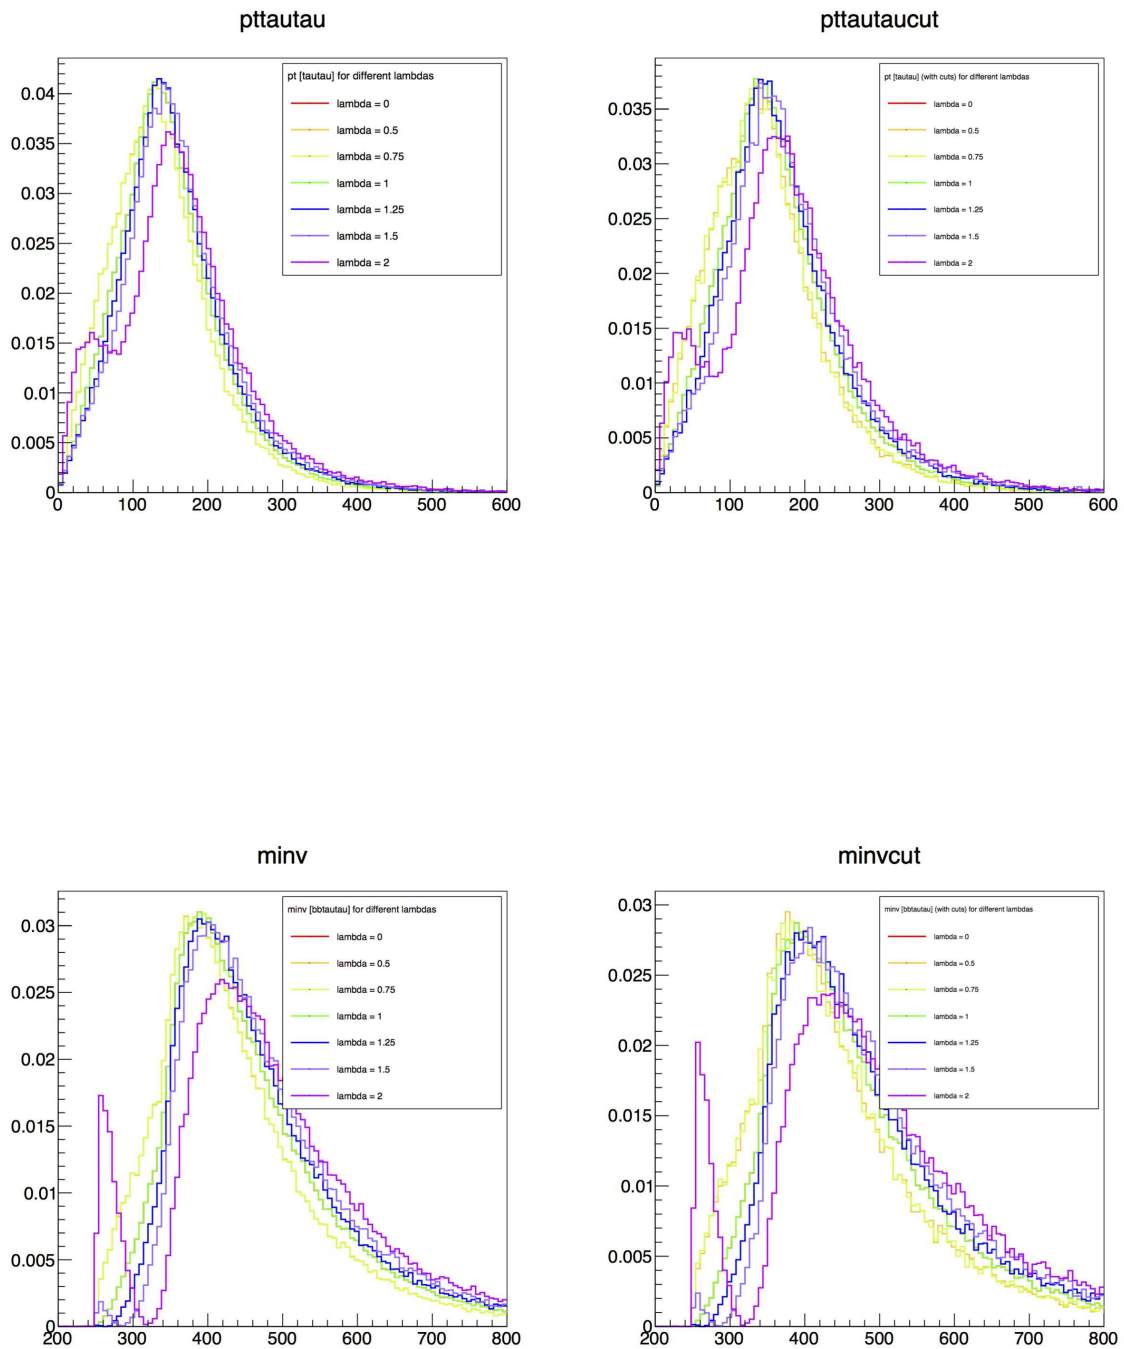 pttautau
pt [tautau] for different lambdas
lambda = 0
lambda = 0.5
lambda = 0.75
lambda = 1
lambda = 1.25
lambda = 1.5
lambda = 2
0.04
0.035
0.03
0.025
0.02
0.015
0.01
0.005
0
0 100 200 300 400 500 600
pttautaucut
pt [tautau] (with cuts) for different lambdas
lambda = 0
lambda = 0.5
lambda = 0.75
lambda = 1
lambda = 1.25
lambda = 1.5
lambda = 2
0.035
0.03
0.025
0.02
0.015
0.01
0.005
0
0 100 200 300 400 500 600
minv
minv [bbtautau] for different lambdas
lambda = 0
lambda = 0.5
lambda = 0.75
lambda = 1
lambda = 1.25
lambda = 1.5
lambda = 2
0.03
0.025
0.02
0.015
0.01
0.005
0
200 300 400 500 600 700 800
minvcut
minv [bbtautau] (with cuts) for different lambdas
lambda = 0
lambda = 0.5
lambda = 0.75
lambda = 1
lambda = 1.25
lambda = 1.5
lambda = 2
0.03
0.025
0.02
0.015
0.01
0.005
0
200 300 400 500 600 700 800